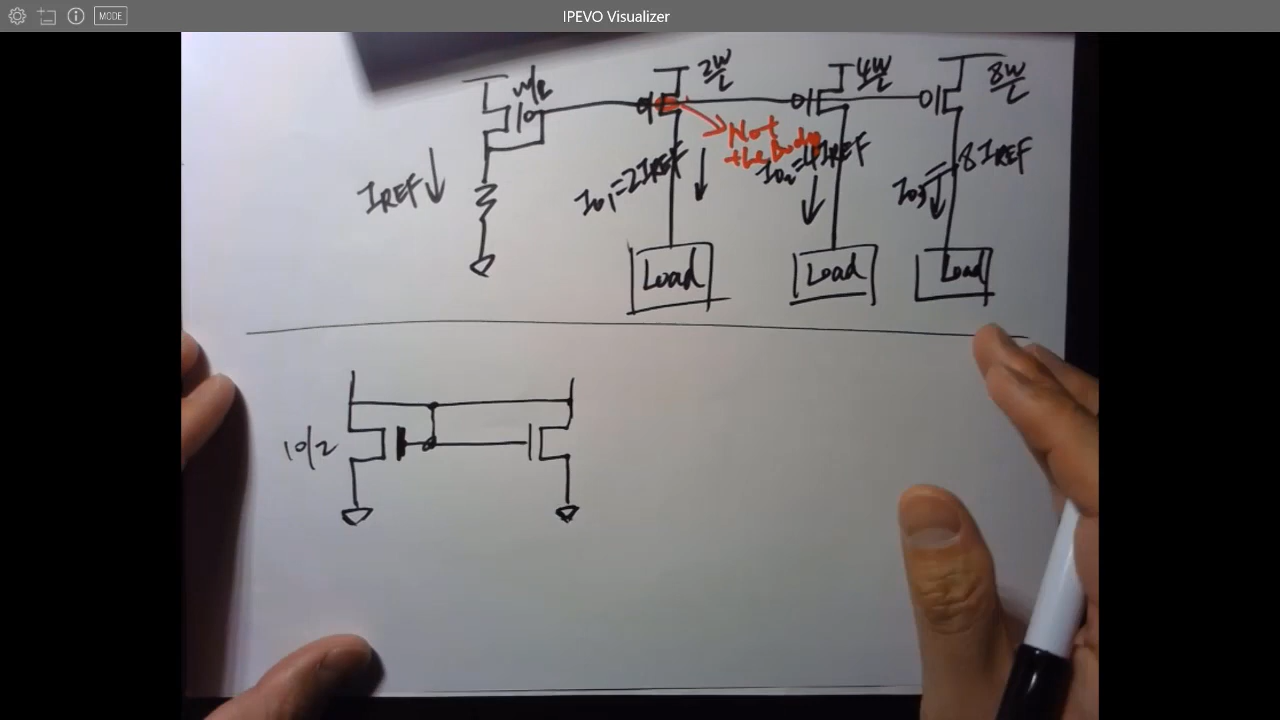 MODE
IPEVO Visualizer
W/L
2W/L
4W/L
8W/L
Not
the Body
IREF
Io1=2IREF
Io2=4IREF
Io3=8IREF
Load
Load
Load
10/2